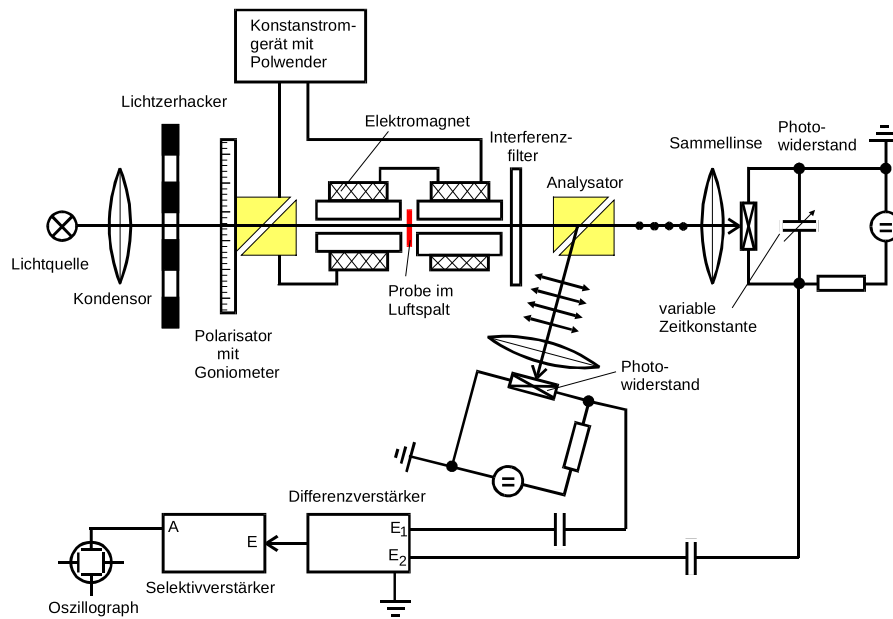 Konstanstrom-
gerät mit
Polwender
Lichtzerhacker
Elektromagnet
Interferenz-
filter
Analysator
Sammellinse
Photo-
widerstand
Lichtquelle
Kondensor
Polarisator
mit
Goniometer
Probe im
Luftspalt
variable
Zeitkonstante
Photo-
widerstand
Differenzverstärker
A
E
E1
E2
Selektivverstärker
Oszillograph